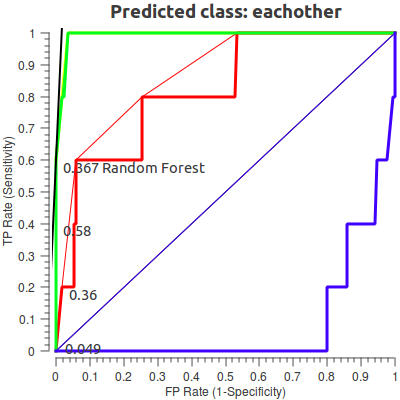 Predicted class: eachother
TP Rate (Sensitivity)
1
0.9
0.8
0.7
0.6
0.5
0.4
0.3
0.2
0.1
0
0.367 Random Forest
0.58
0.36
0.049
0 0.1 0.2 0.3 0.4 0.5 0.6 0.7 0.8 0.9 1
FP Rate (1-Specificity)